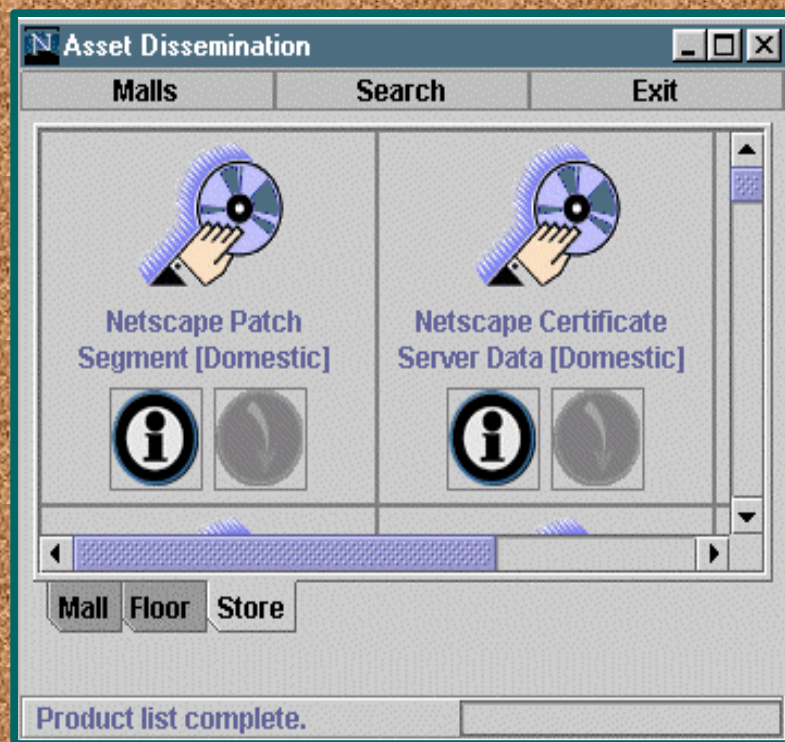 N Asset Dissemination
Malls Search Exit
Netscape Patch
Segment [Domestic]
Netscape Certificate
Server Data [Domestic]
Mall Floor Store
Product list complete.